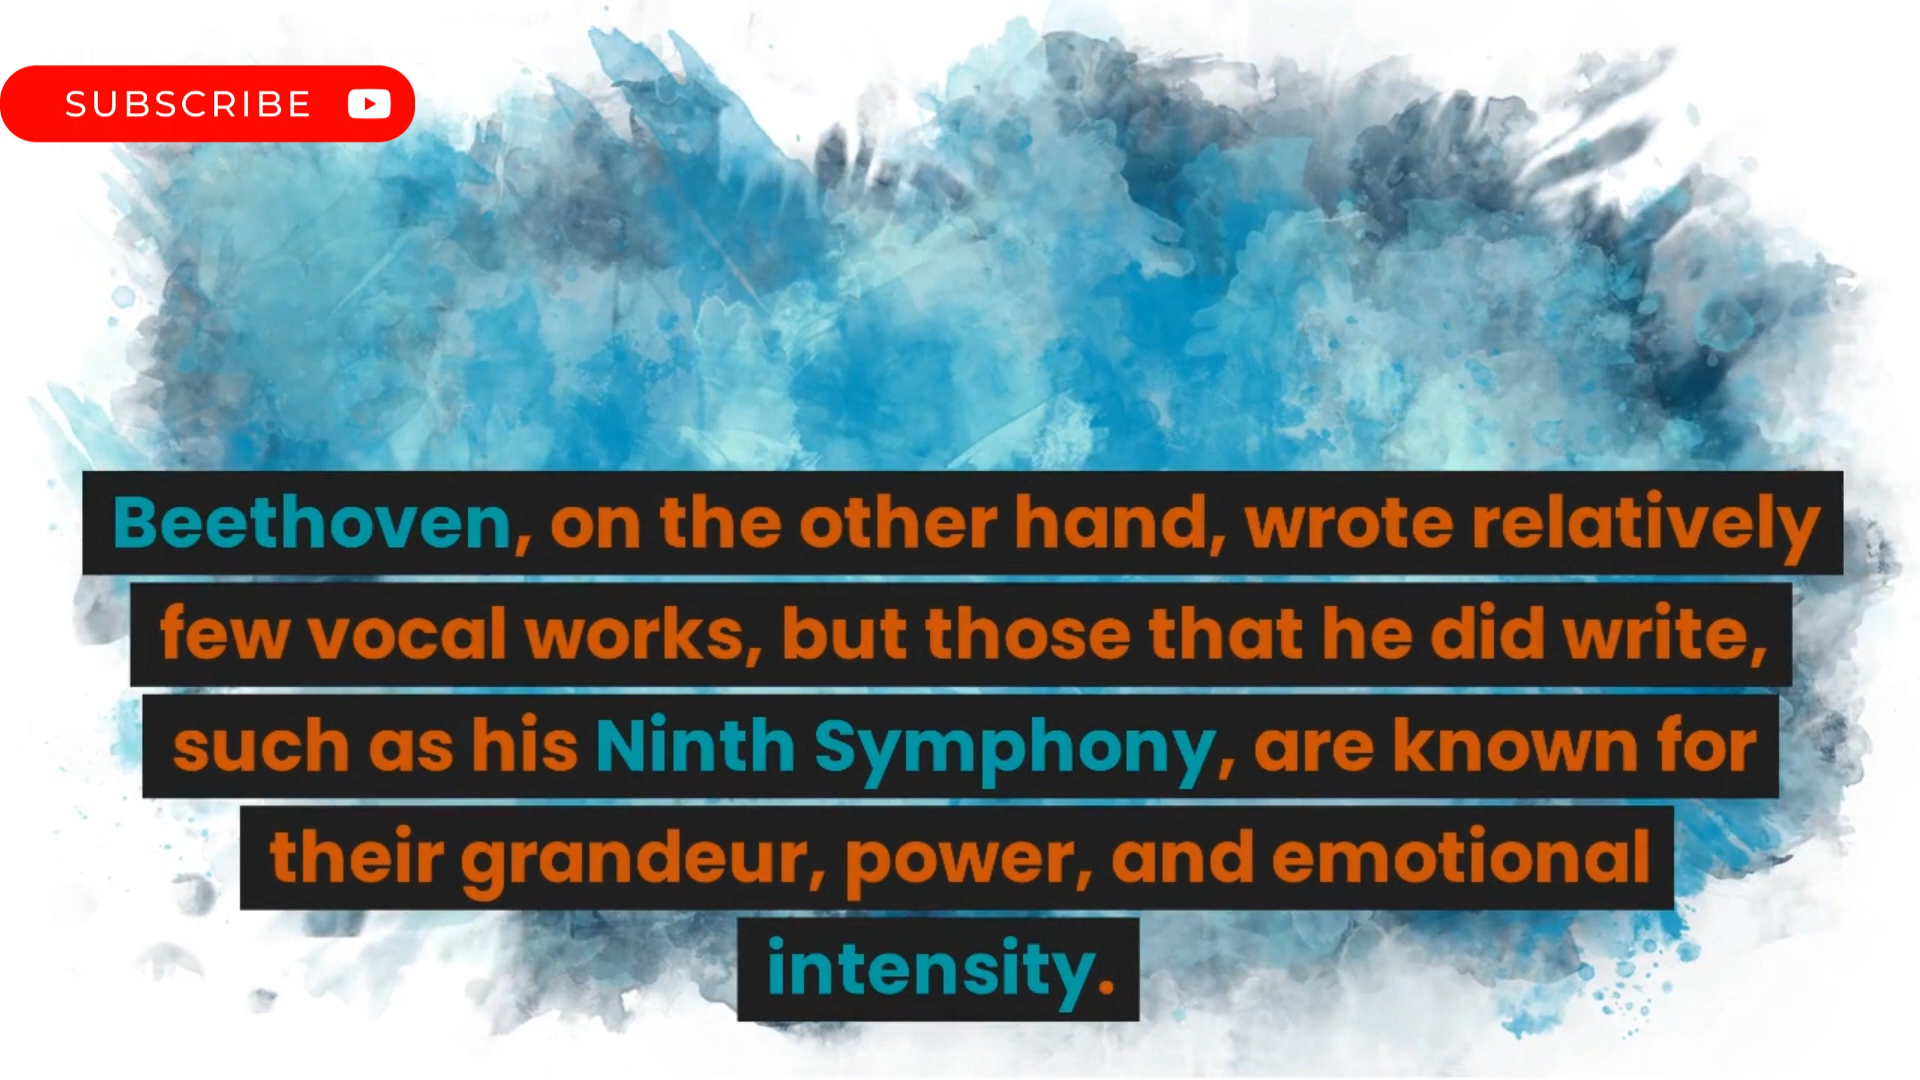 SUBSCRIBE
Beethoven, on the other hand, wrote relatively
few vocal works, but those that he did write,
such as his Ninth Symphony, are known for
their grandeur, power, and emotional
intensity.